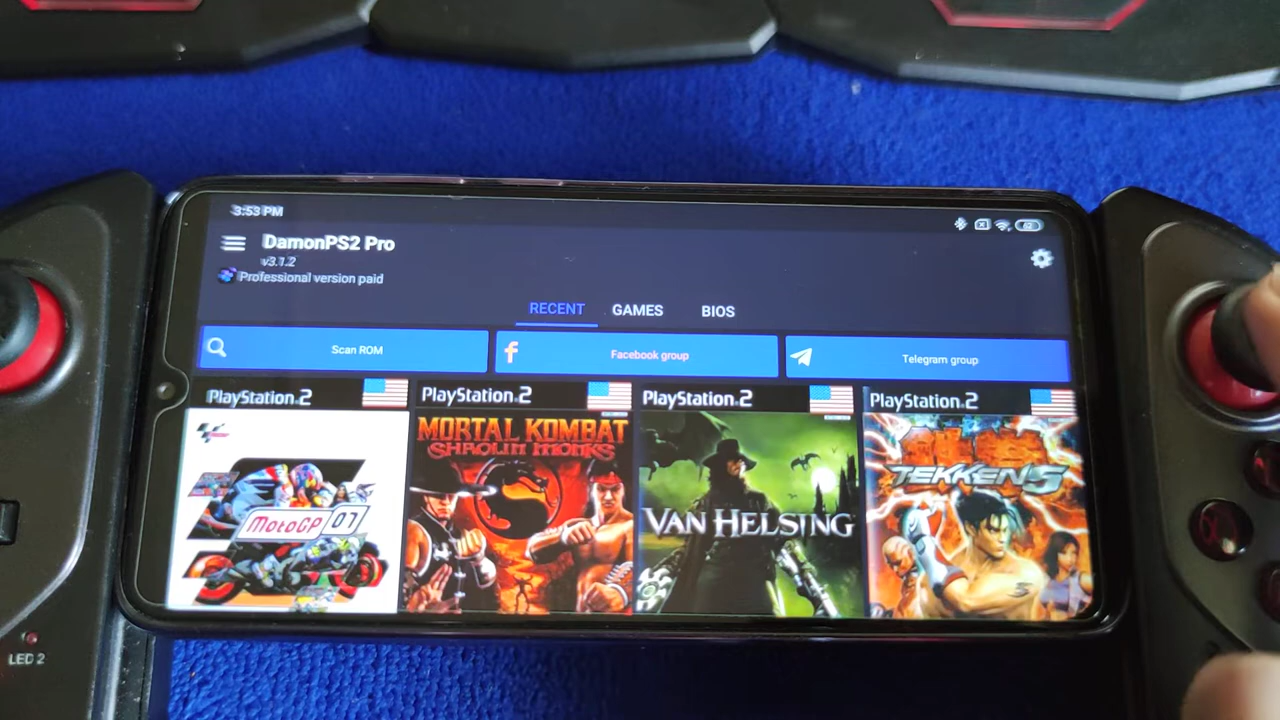 3:53 PM
DamonPS2 Pro
v3.1.2
Professional version paid
RECENT GAMES BIOS
Scan ROM
Facebook group
Telegram group
PlayStation.2
PlayStation.2
PlayStation.2
PlayStation.2
MotoGP 07
MORTAL KOMBAT
SHAOLIN MONKS
VAN HELSING
TEKKEN 5
LED 2